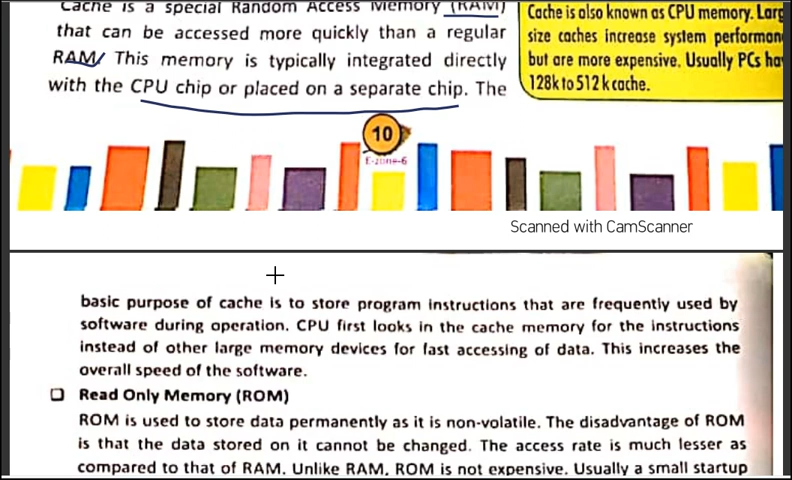 Cache is a special Random Access Memory (RAM)
that can be accessed more quickly than a regular
RAM. This memory is typically integrated directly
with the CPU chip or placed on a separate chip. The
Cache is also known as CPU memory. Larg
size caches increase system performan
but are more expensive. Usually PCs ha
128k to 512 k cache.
10
E-zone-6
Scanned with CamScanner
basic purpose of cache is to store program instructions that are frequently used by
software during operation. CPU first looks in the cache memory for the instructions
instead of other large memory devices for fast accessing of data. This increases the
overall speed of the software.
❑ Read Only Memory (ROM)
ROM is used to store data permanently as it is non-volatile. The disadvantage of ROM
is that the data stored on it cannot be changed. The access rate is much lesser as
compared to that of RAM. Unlike RAM, ROM is not expensive. Usually a small startup